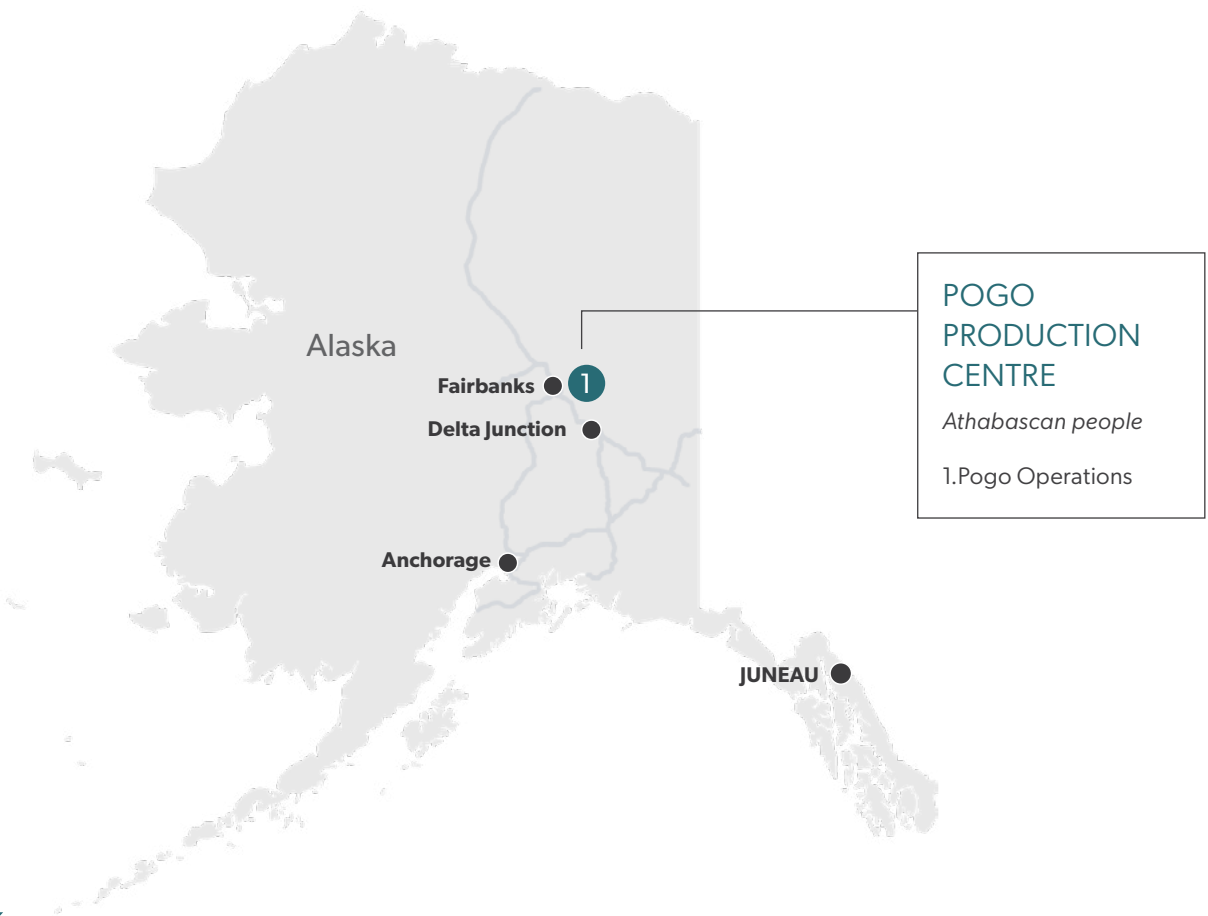 Alaska
Fairbanks
1
Delta Junction
Anchorage
JUNEAU
POGO
PRODUCTION
CENTRE
Athabascan people
1.Pogo Operations